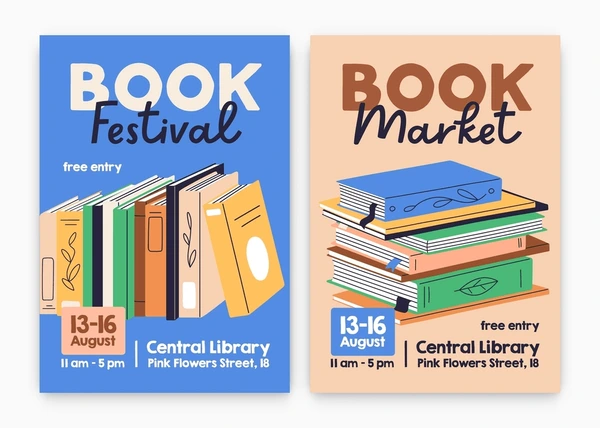 BOOK
Festival
free entry
13-16
August
11 am - 5 pm
Central Library
Pink Flowers Street, 18
BOOK
Market
free entry
13-16
August
11 am - 5 pm
Central Library
Pink Flowers Street, 18